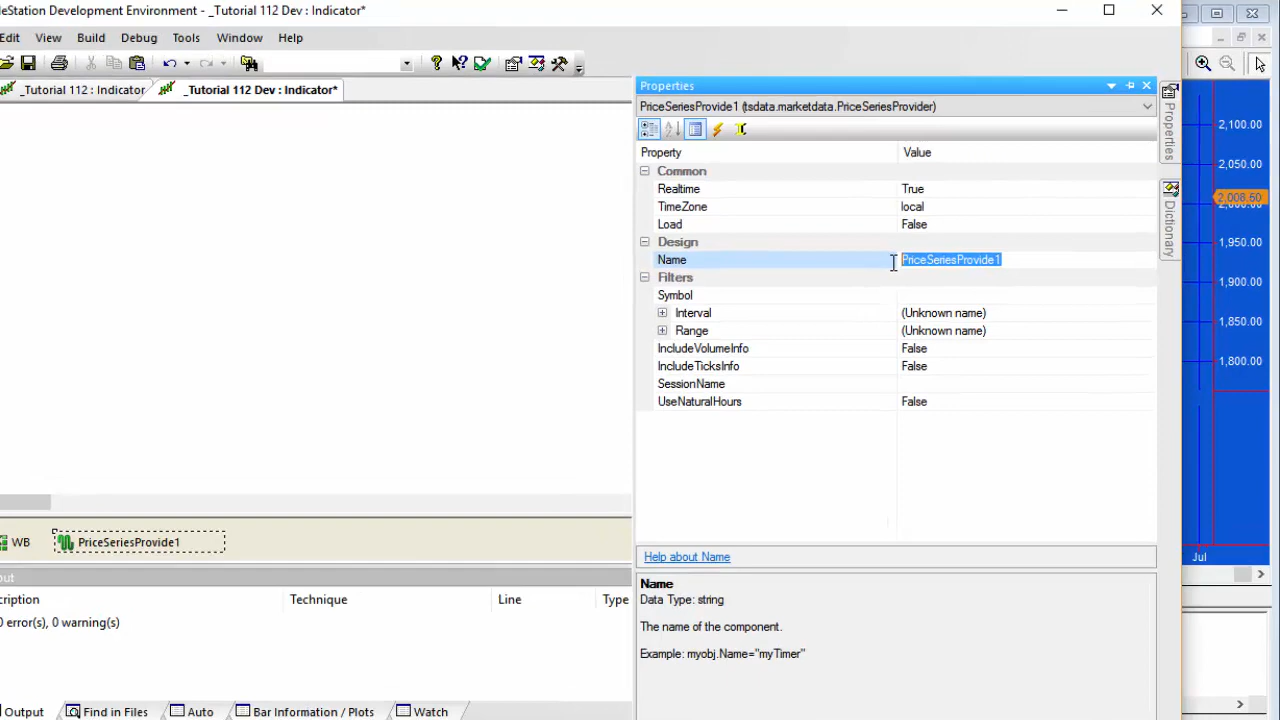 leStation Development Environment - _Tutorial 112 Dev : Indicator*
Edit View Build Debug Tools Window Help
_Tutorial 112 : Indicator _Tutorial 112 Dev : Indicator*
Properties
PriceSeriesProvide1 (tsdata.marketdata.PriceSeriesProvider)
Property Value
Common
Realtime True
TimeZone local
Load False
Design
Name PriceSeriesProvide1
Filters
Symbol
Interval (Unknown name)
Range (Unknown name)
IncludeVolumeInfo False
IncludeTicksInfo False
SessionName
UseNaturalHours False
Help about Name
Name
Data Type: string
The name of the component.
Example: myobj.Name="myTimer"
Properties
Dictionary
WB PriceSeriesProvide1
out
cription Technique Line Type
0 error(s), 0 warning(s)
Output Find in Files Auto Bar Information / Plots Watch
2,100.00
2,050.00
2,008.50
2,000.00
1,950.00
1,900.00
1,850.00
1,800.00
Jul